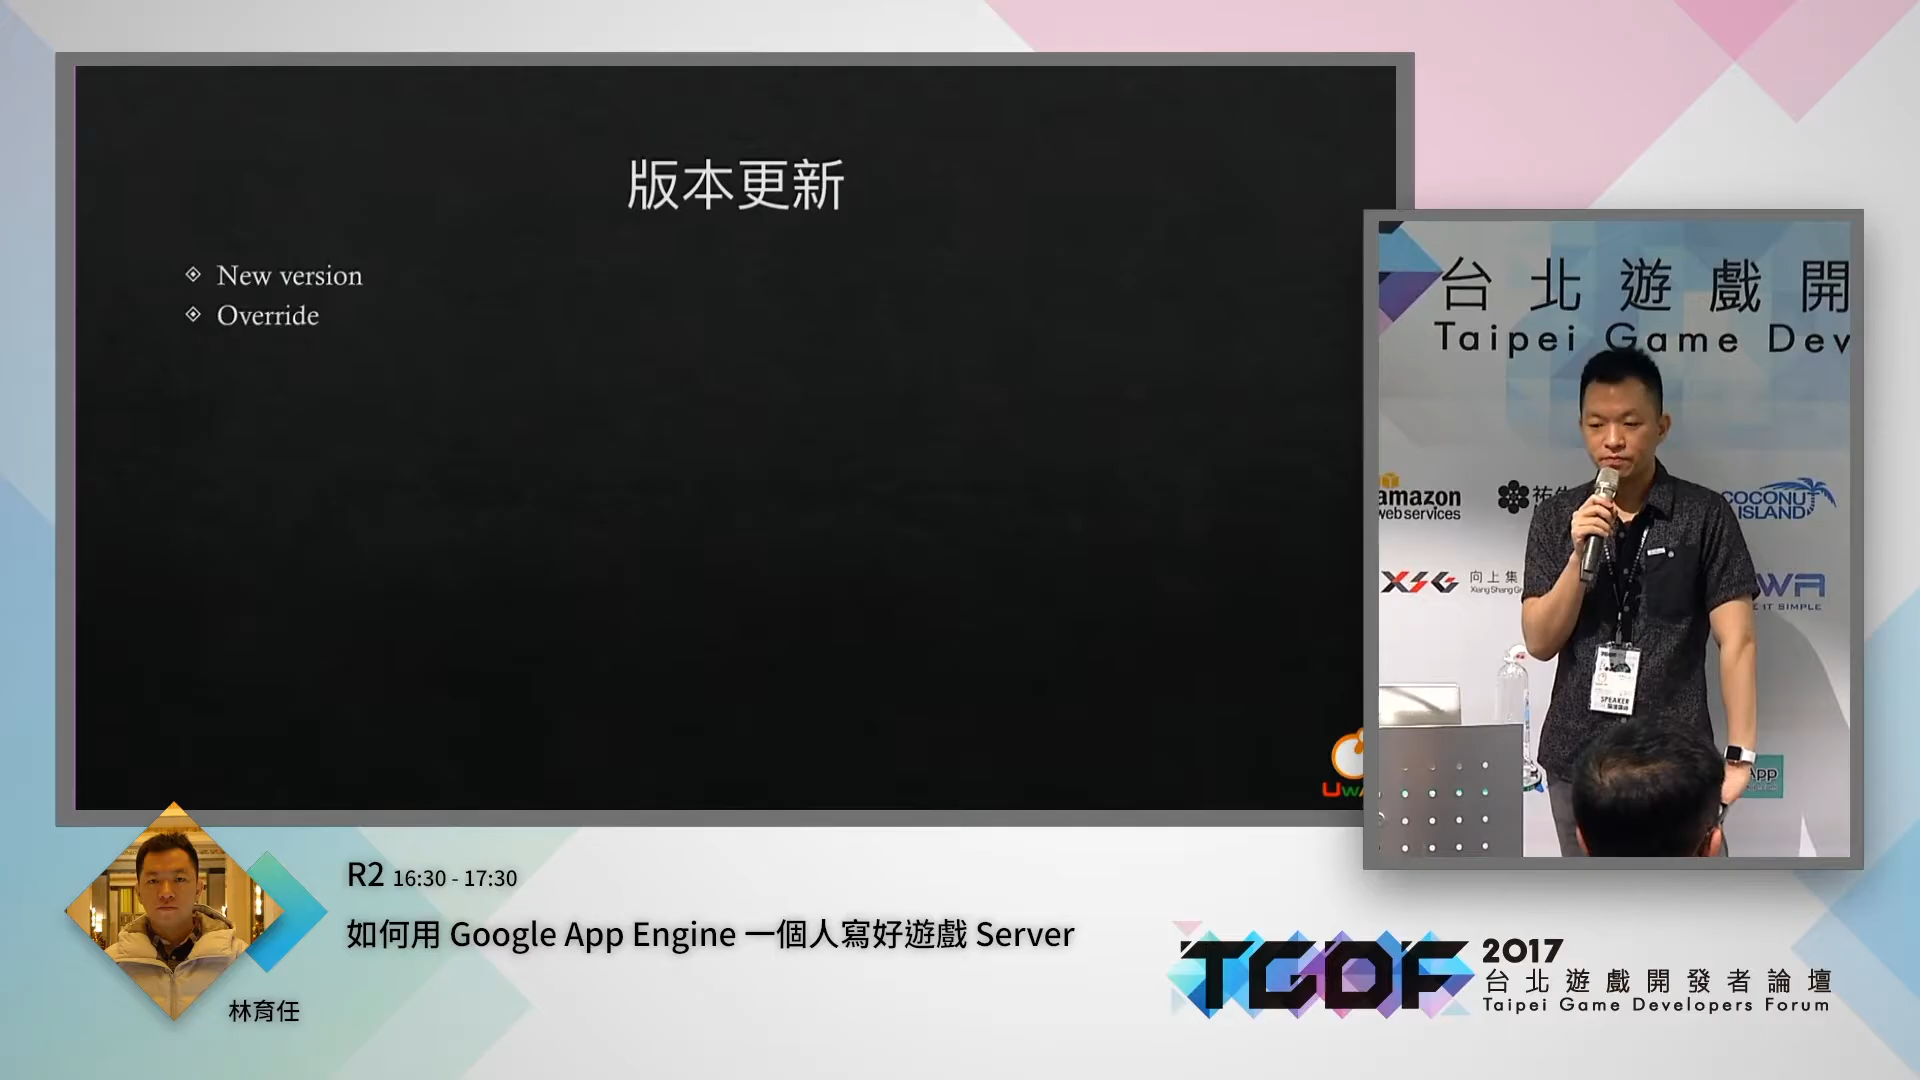 版本更新
New version
Override
台北遊戲開
Taipei Game Dev
amazon
web services
COCONUT
ISLAND
XSG
向上集
SPEAKER
R2 16:30 - 17:30
如何用 Google App Engine 一個人寫好遊戲 Server
林育任
TGDF
2017
台北遊戲開發者論壇
Taipei Game Developers Forum